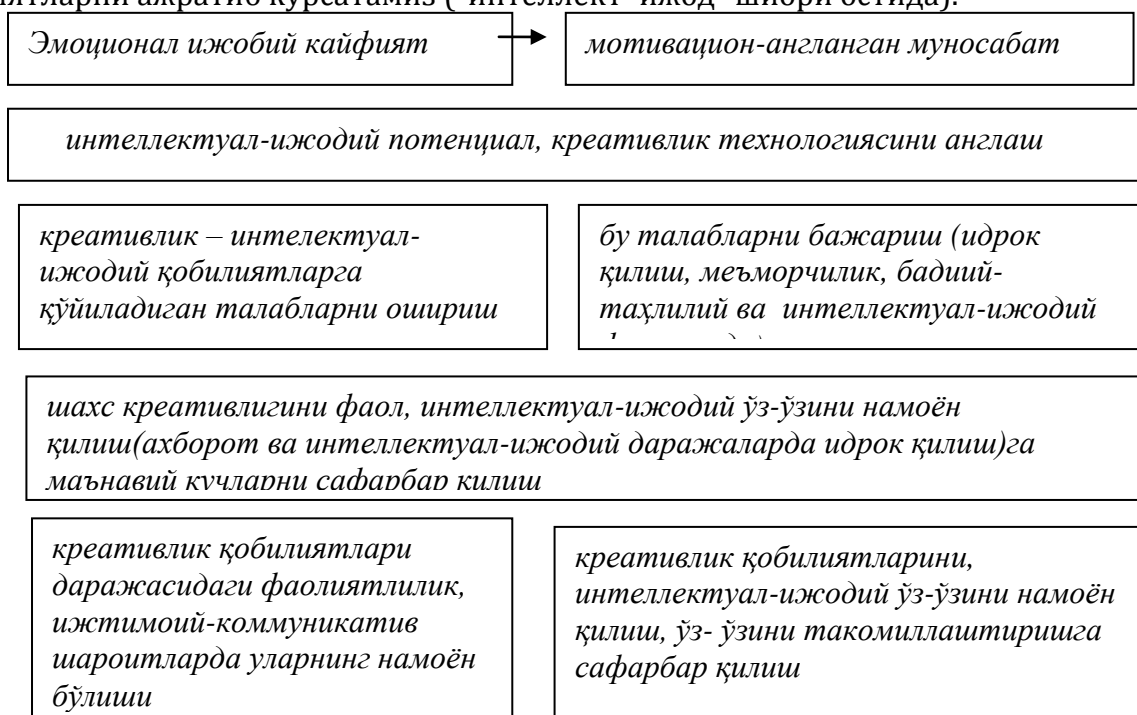 ажратиб
остида).
Эмоционал ижобий кайфият
мотивацион-англанган муносабат
интеллектуал-ижодий потенциал, креативлик технологиясини англаш
креативлик – интелектуал-
ижодий қобилиятларга
қўйиладиган талабларни ошириш
бу талабларни бажариш (идрок
қилиш, меъморчилик, бадиий-
таҳлилий ва интеллектуал-ижодий
шахс креативлигини фаол, интеллектуал-ижодий ўз-ўзини намоён
қилиш(ахборот ва интеллектуал-ижодий даражаларда идрок қилиш)га
маънавий кучларни сафарбар қилиш
креативлик қобилиятлари
даражасидаги фаолиятлилик,
ижтимоий-коммуникатив
шароитларда уларнинг намоён
бўлиши
креативлик қобилиятларини,
интеллектуал-ижодий ўз-ўзини намоён
қилиш, ўз- ўзини такомиллаштиришга
сафарбар қилиш